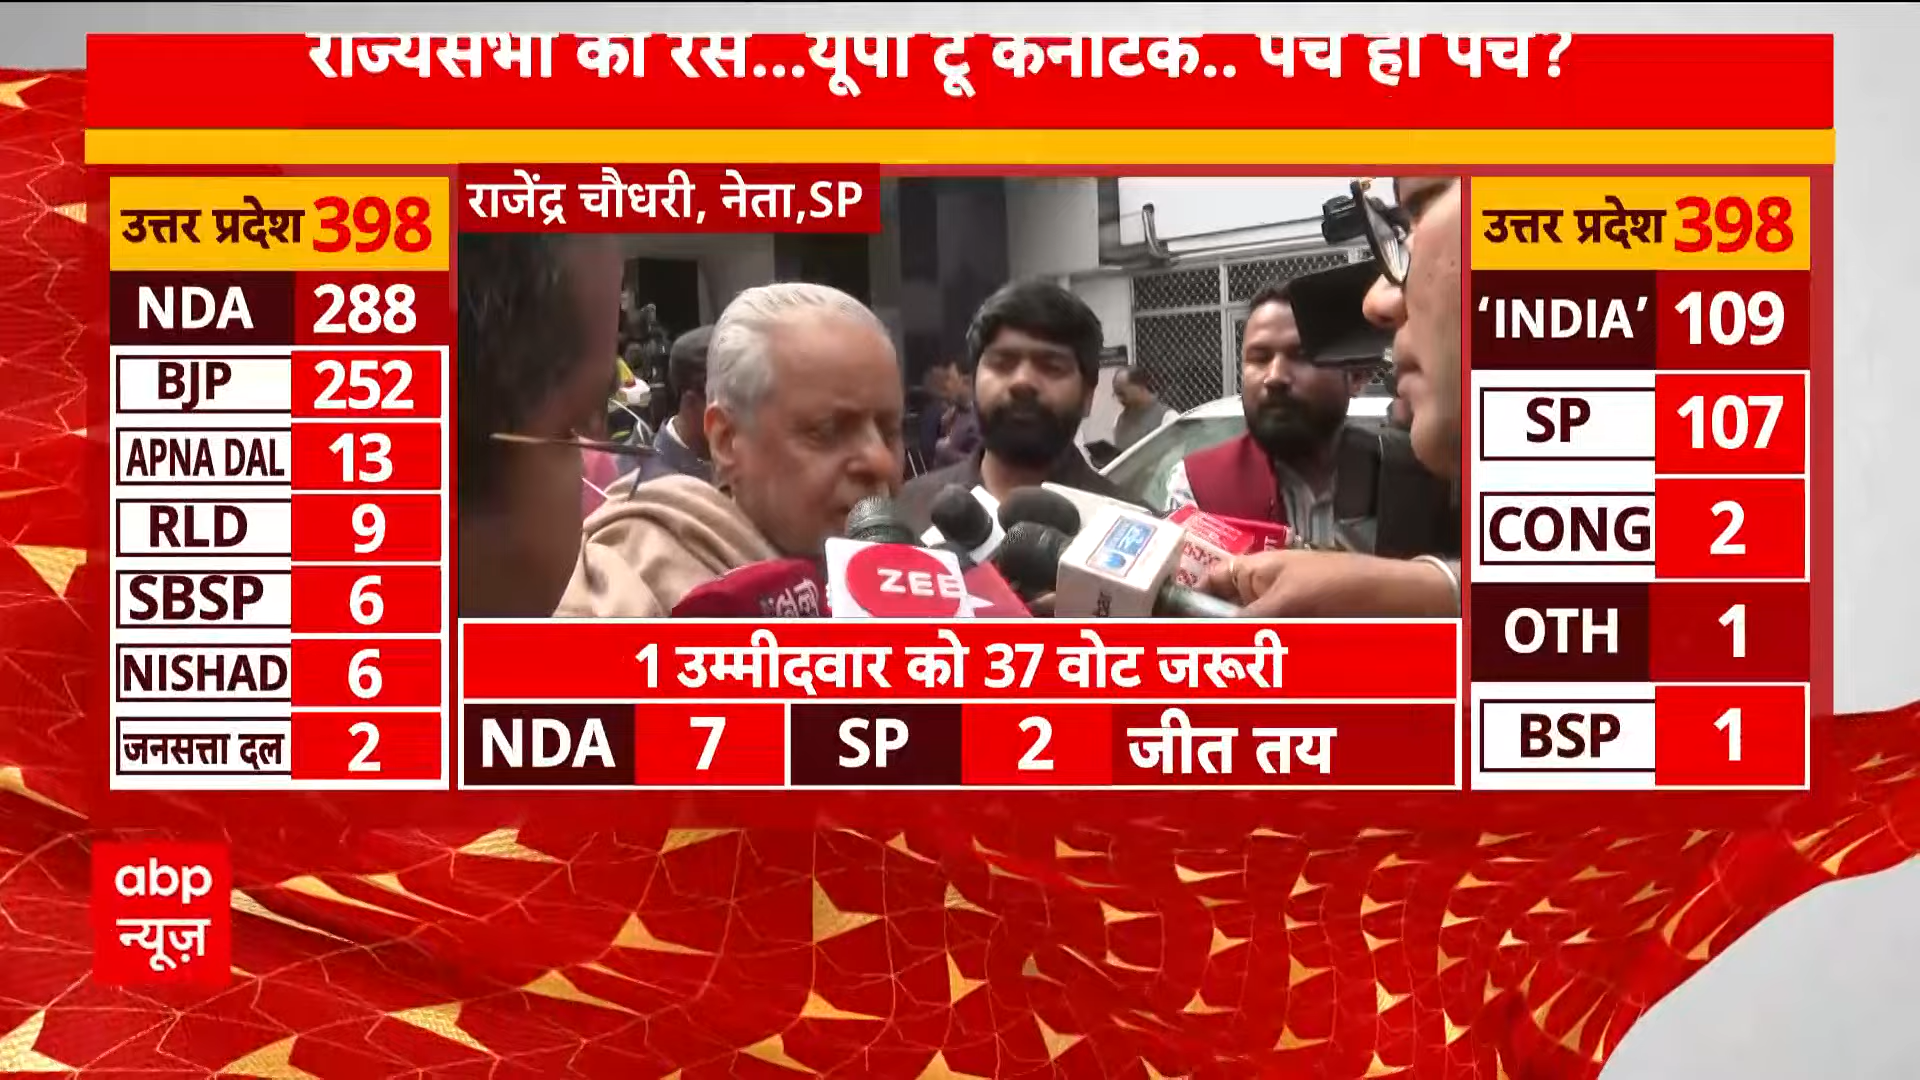 राज्यसभा की रेस...यूपी टू कर्नाटक.. पेंच ही पेंच?
उत्तर प्रदेश 398
NDA 288
BJP 252
APNA DAL 13
RLD 9
SBSP 6
NISHAD 6
जनसत्ता दल 2
राजेंद्र चौधरी, नेता,SP
ZEE
1 उम्मीदवार को 37 वोट जरूरी
NDA 7 SP 2 जीत तय
उत्तर प्रदेश 398
‘INDIA’ 109
SP 107
CONG 2
OTH 1
BSP 1
abp
न्यूज़